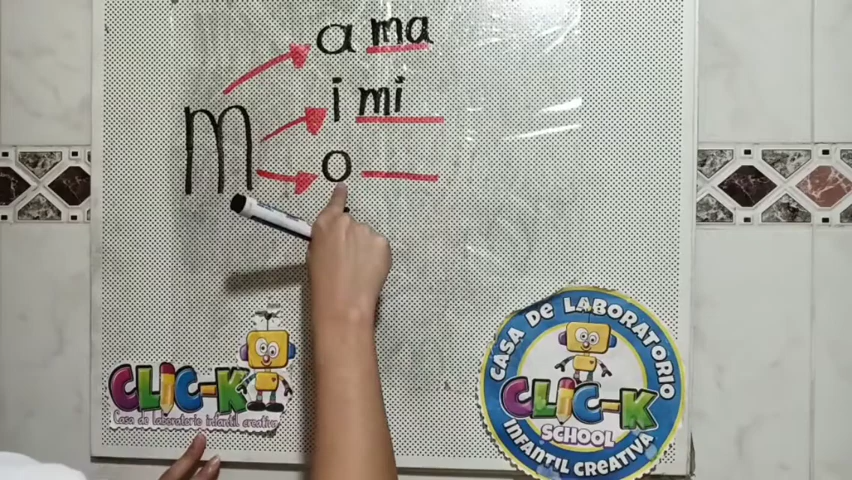 a ma
m i mi
o
CLIC-K
Casa de laboratorio infantil creativa
CASA DE LABORATORIO
CLIC-K
SCHOOL
INFANTIL CREATIVA